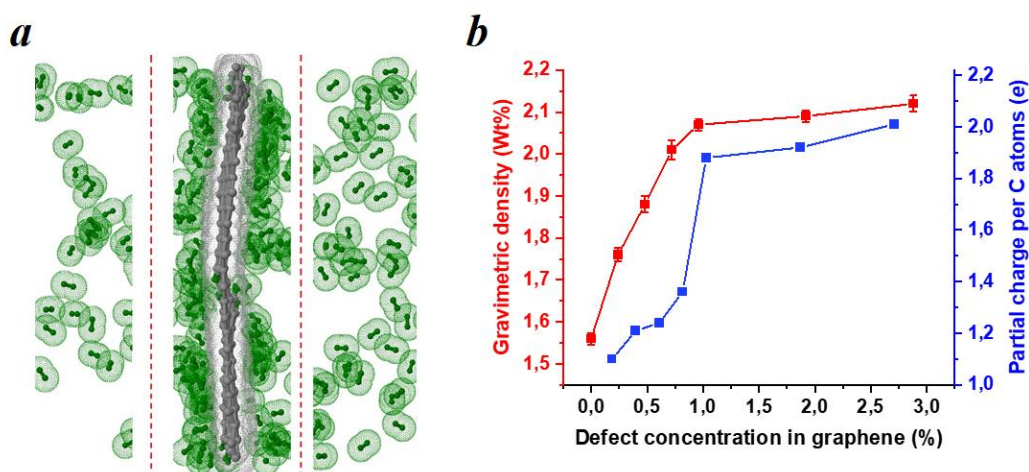 a
b
2,2
2,1
2,0
1,9
1,8
1,7
1,6
1,5
Gravimetric density (Wt%)
2,2
2,0
1,8
1,6
1,4
1,2
1,0
Partial charge per C atoms (e)
0,0 0,5 1,0 1,5 2,0 2,5 3,0
Defect concentration in graphene (%)